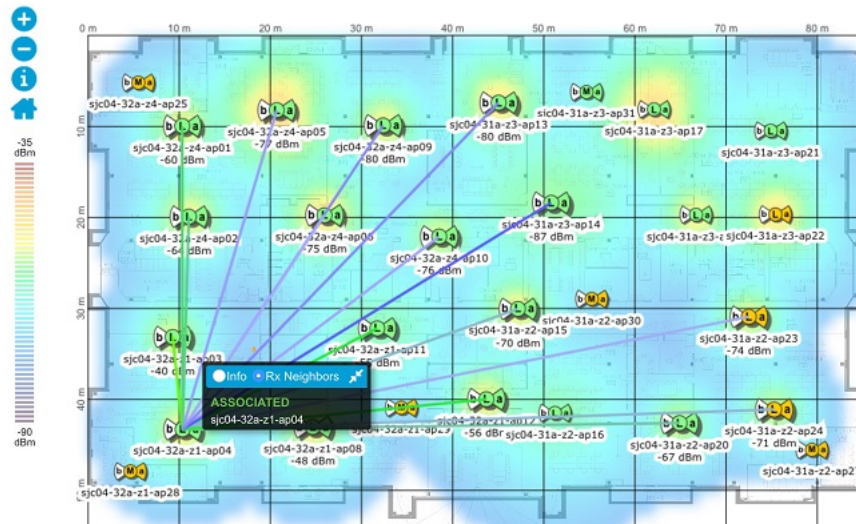 0 m 10 m 20 m 30 m 40 m 50 m 60 m 70 m 80 m
b M a
sjc04-32a-z4-ap25
b L a
sjc04-32a-z4-ap05
-77 dBm
b L a
sjc04-31a-z3-ap13
-80 dBm
b M a
sjc04-31a-z3-ap31
b L a
sjc04-31a-z3-ap17
10 m
b L a
sjc04-32a-z4-ap01
-60 dBm
b L a
sjc04-32a-z4-ap09
-80 dBm
b L a
sjc04-31a-z3-ap21
-35
dBm
20 m
b L a
sjc04-32a-z4-ap02
b L a
-75 dBm
b L a
sjc04-32a-z4-ap10
-76 dBm
b L a
sjc04-31a-z3-ap14
-87 dBm
b L a
b L a
sjc04-31a-z3-ap22
30 m
b L a
sjc04-32a-z1-ap03
-40 dBm
b L a
b L a
sjc04-31a-z2-ap15
-70 dBm
b M a
sjc04-31a-z2-ap30
b L a
sjc04-31a-z2-ap23
-74 dBm
Info Rx Neighbors
ASSOCIATED
sjc04-32a-z1-ap04
40 m
-90
dBm
b L a
sjc04-32a-z1-ap04
sjc04-32a-z1-ap08
-48 dBm
b M a
b L a
b L a
sjc04-31a-z2-ap16
b L a
sjc04-31a-z2-ap20
-67 dBm
b L a
sjc04-31a-z2-ap24
-71 dBm
b M a
sjc04-32a-z1-ap28
b M a